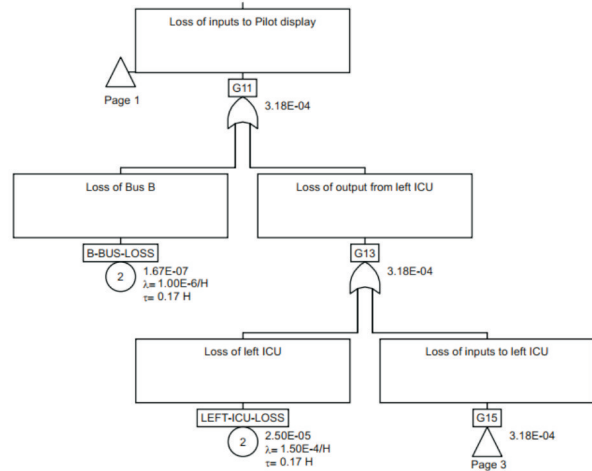 Loss of inputs to Pilot display
Page 1
G11
3.18E-04
Loss of Bus B
Loss of output from left ICU
B-BUS-LOSS
2
1.67E-07
λ= 1.00E-6/H
τ= 0.17 H
G13
3.18E-04
Loss of left ICU
Loss of inputs to left ICU
LEFT-ICU-LOSS
2
2.50E-05
λ= 1.50E-4/H
τ= 0.17 H
G15
3.18E-04
Page 3